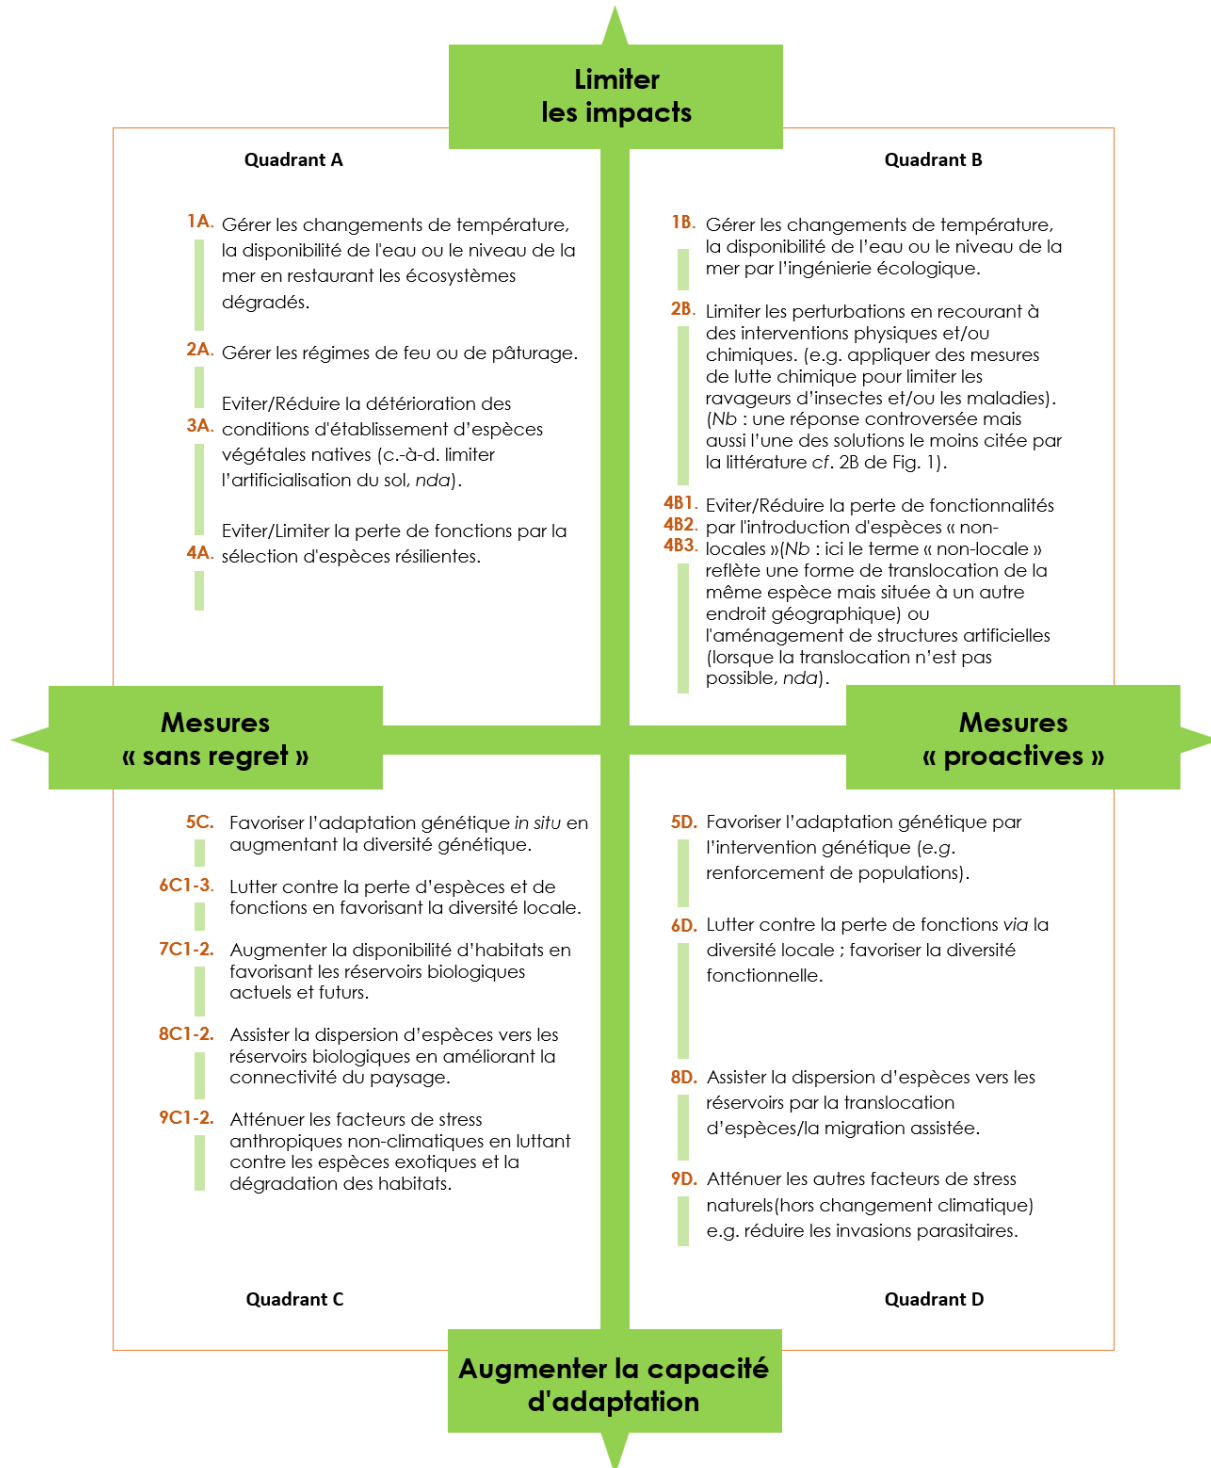 Limiter
les impacts
Quadrant A
1A. Gérer les changements de température,
la disponibilité de l'eau ou le niveau de la
mer en restaurant les écosystèmes
dégradés.
2A. Gérer les régimes de feu ou de pâturage.
Eviter/Réduire la détérioration des
3A. conditions d'établissement d'espèces
végétales natives (c.-à-d. limiter
l'artificialisation du sol, nda).
Eviter/Limiter la perte de fonctions par la
4A. sélection d'espèces résilientes.
Quadrant B
1B. Gérer les changements de température,
la disponibilité de l'eau ou le niveau de la
mer par l'ingénierie écologique.
2B. Limiter les perturbations en recourant à
des interventions physiques et/ou
chimiques. (e.g. appliquer des mesures
de lutte chimique pour limiter les
ravageurs d'insectes et/ou les maladies).
(Nb : une réponse controversée mais
aussi l'une des solutions le moins citée par
la littérature cf. 2B de Fig. 1).
4B1. Eviter/Réduire la perte de fonctionnalités
4B2. par l'introduction d'espèces « non-
4B3. locales »(Nb : ici le terme « non-locale »
reflète une forme de translocation de la
même espèce mais située à un autre
endroit géographique) ou
l'aménagement de structures artificielles
(lorsque la translocation n'est pas
possible, nda).
Mesures
« sans regret »
Mesures
« proactives »
5C. Favoriser l'adaptation génétique in situ en
augmentant la diversité génétique.
6C1-3. Lutter contre la perte d'espèces et de
fonctions en favorisant la diversité locale.
7C1-2. Augmenter la disponibilité d'habitats en
favorisant les réservoirs biologiques
actuels et futurs.
8C1-2. Assister la dispersion d'espèces vers les
réservoirs biologiques en améliorant la
connectivité du paysage.
9C1-2. Atténuer les facteurs de stress
anthropiques non-climatiques en luttant
contre les espèces exotiques et la
dégradation des habitats.
Quadrant C
5D. Favoriser l'adaptation génétique par
l'intervention génétique (e.g.
renforcement de populations).
6D. Lutter contre la perte de fonctions via la
diversité locale ; favoriser la diversité
fonctionnelle.
8D. Assister la dispersion d'espèces vers les
réservoirs par la translocation
d'espèces/la migration assistée.
9D. Atténuer les autres facteurs de stress
naturels(hors changement climatique)
e.g. réduire les invasions parasitaires.
Quadrant D
Augmenter la capacité
d'adaptation